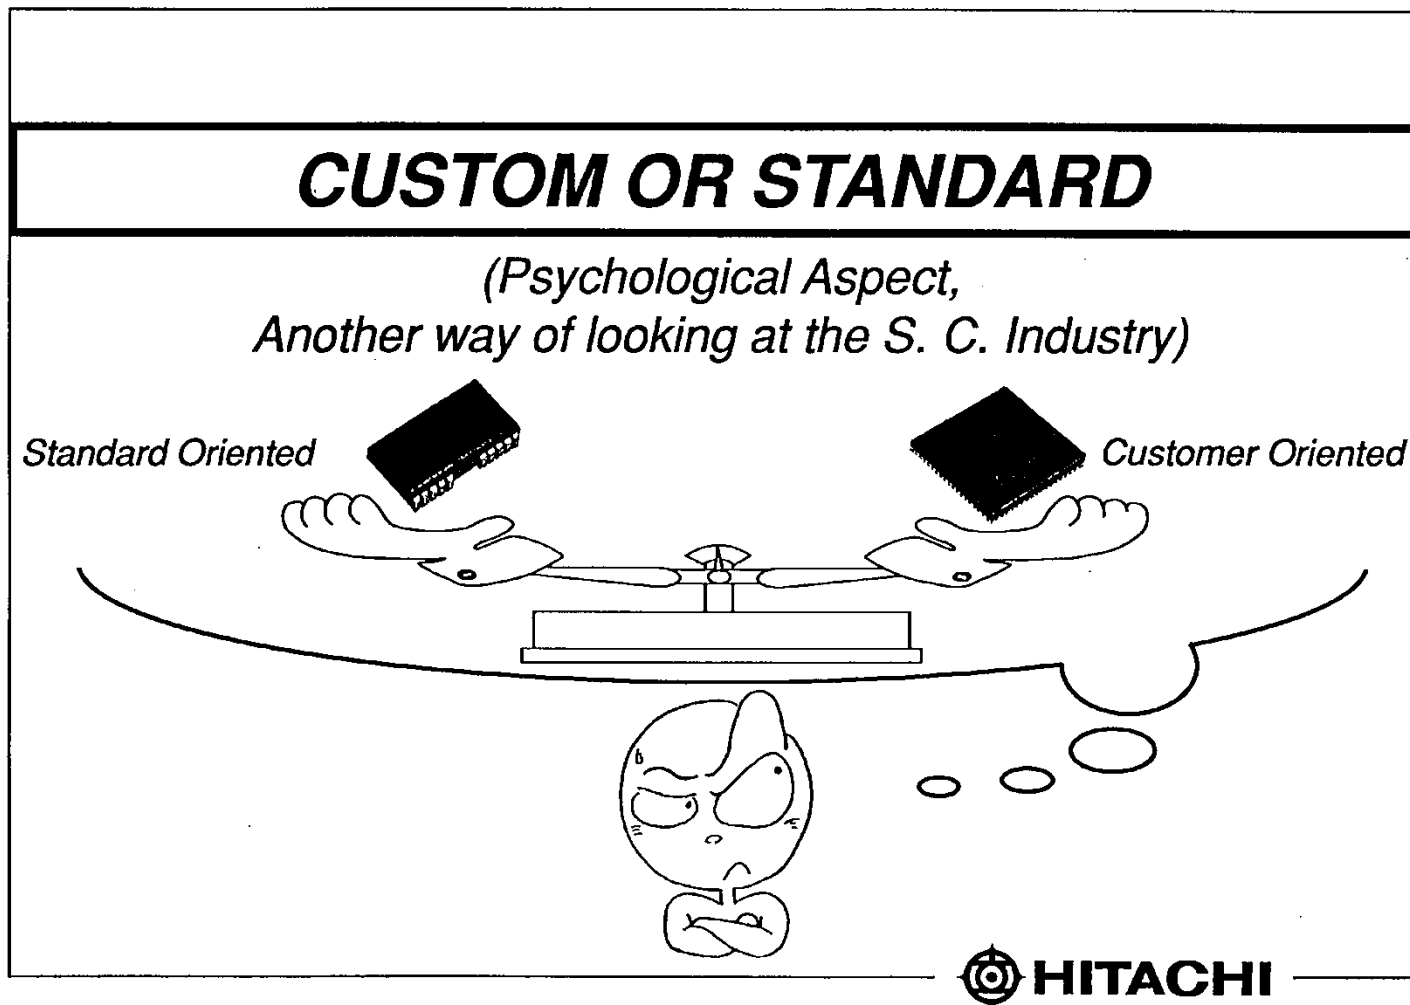 CUSTOM OR STANDARD
(Psychological Aspect,
Another way of looking at the S. C. Industry)
Standard Oriented
Customer Oriented
HITACHI